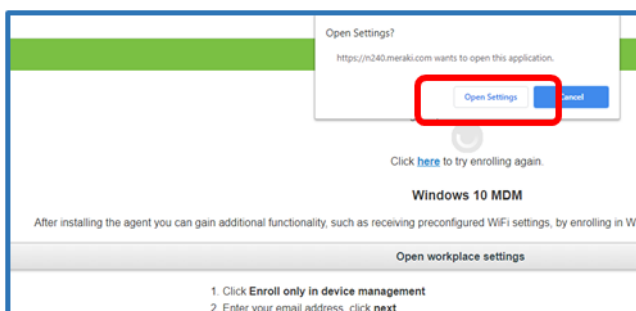 Open Settings?
https://n240.meraki.com wants to open this application.
Open Settings
Cancel
Click here to try enrolling again.
Windows 10 MDM
After installing the agent you can gain additional functionality, such as receiving preconfigured WiFi settings, by enrolling in W
Open workplace settings
1. Click Enroll only in device management
2. Enter your email address, click next